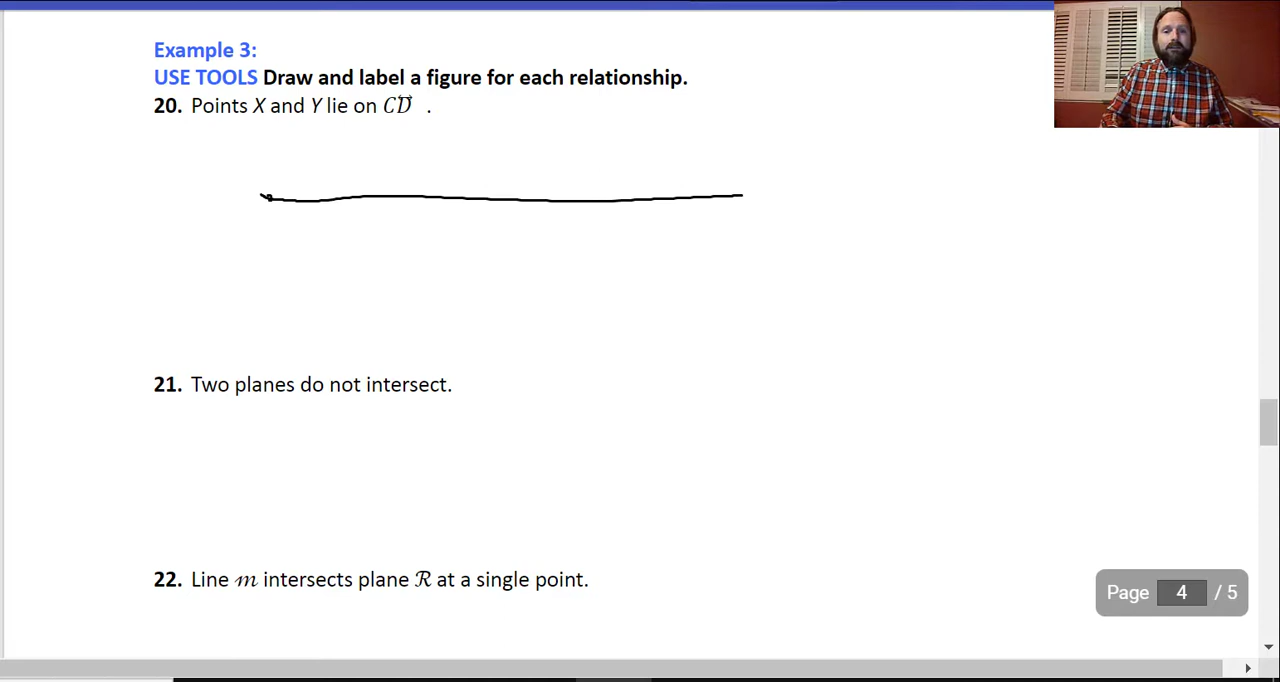 Example 3:
USE TOOLS Draw and label a figure for each relationship.
20. Points X and Y lie on CD⃡ .
21. Two planes do not intersect.
22. Line 𝓂 intersects plane ℛ at a single point.
Page 4 / 5